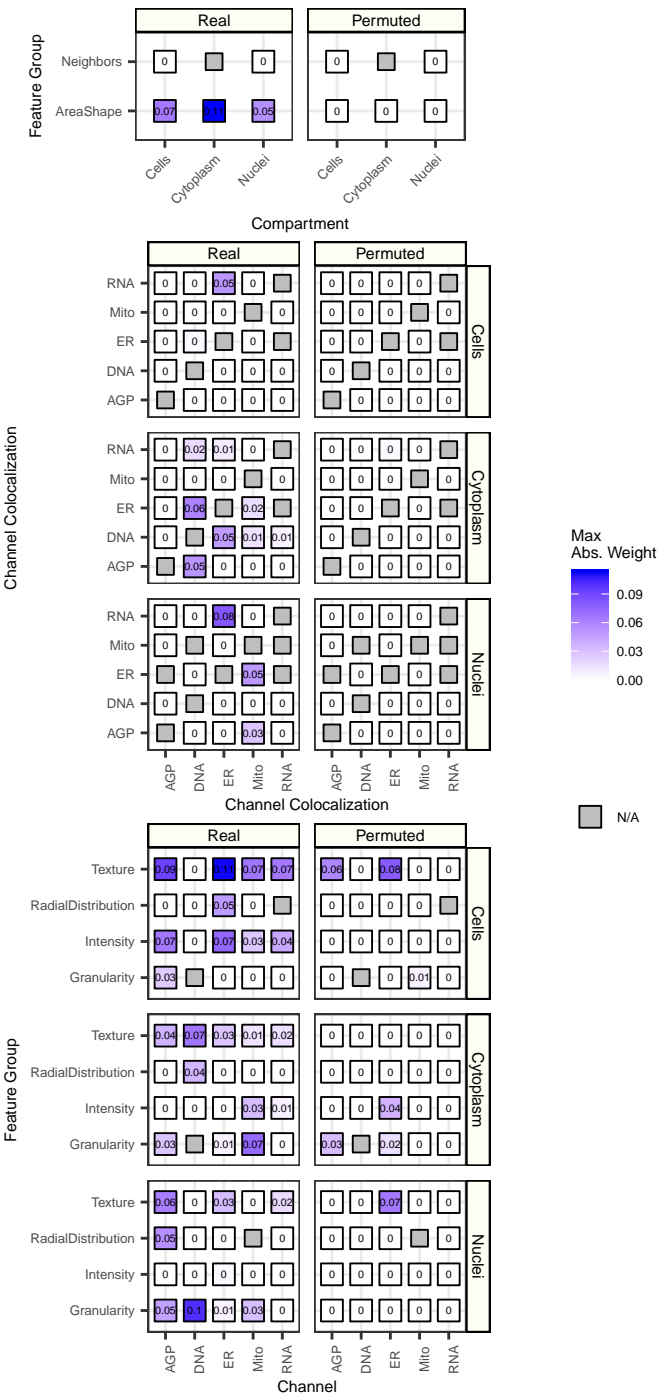 Real Permuted
Feature Group
Neighbors 0 0 0 0
AreaShape 0.07 0.11 0.05 0 0 0
Cells Cytoplasm Nuclei Cells Cytoplasm Nuclei
Compartment
Real Permuted
Channel Colocalization
RNA 0 0 0.05 0 0 0 0 0
Mito 0 0 0 0 0 0 0 0
ER 0 0 0 0 0 0
DNA 0 0 0 0 0 0 0 0
AGP 0 0 0 0 0 0 0 0
Cells
RNA 0 0.02 0.01 0 0 0 0 0
Mito 0 0 0 0 0 0 0 0
ER 0 0.06 0.02 0 0 0
DNA 0 0.05 0.01 0.01 0 0 0 0
AGP 0.05 0 0 0 0 0 0 0
Cytoplasm
RNA 0 0 0.08 0 0 0 0 0
Mito 0 0 0 0
ER 0 0.05 0 0
DNA 0 0 0 0 0 0 0 0
AGP 0 0 0.03 0 0 0 0 0
Nuclei
AGP DNA ER Mito RNA AGP DNA ER Mito RNA
Channel Colocalization
Max
Abs. Weight
0.09
0.06
0.03
0.00
N/A
Real Permuted
Feature Group
Texture 0.09 0 0.11 0.07 0.07 0.06 0 0.08 0 0
RadialDistribution 0 0 0.05 0 0 0 0 0
Intensity 0.07 0 0.07 0.03 0.04 0 0 0 0 0
Granularity 0.03 0 0 0 0 0 0.01 0
Cells
Texture 0.04 0.07 0.03 0.01 0.02 0 0 0 0 0
RadialDistribution 0 0.04 0 0 0 0 0 0 0 0
Intensity 0 0 0 0.03 0.01 0 0 0.04 0 0
Granularity 0.03 0.01 0.07 0 0.03 0.02 0 0
Cytoplasm
Texture 0.06 0 0.03 0 0.02 0 0 0.07 0 0
RadialDistribution 0.05 0 0 0 0 0 0 0
Intensity 0 0 0 0 0 0 0 0 0 0
Granularity 0.05 0.1 0.01 0.03 0 0 0 0 0 0
Nuclei
AGP DNA ER Mito RNA AGP DNA ER Mito RNA
Channel